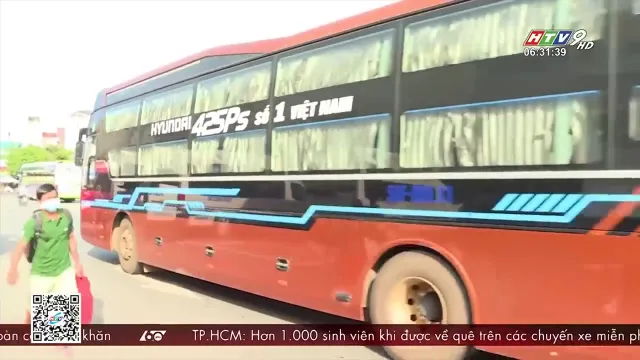 HTV9 HD
06:31:39
HYUNDAI 425Ps SỐ 1 VIỆT NAM
TP.HCM: Hơn 1.000 sinh viên khi được về quê trên các chuyến xe miễn
khăn